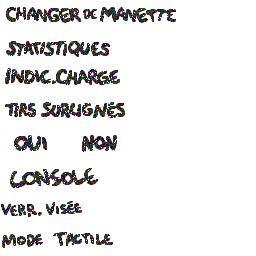 CHANGER DE MANETTE
STATISTIQUES
INDIC.CHARGE
TIRS SURLIGNÉS
OUI NON
CONSOLE
VERR. VISÉE
MODE TACTILE